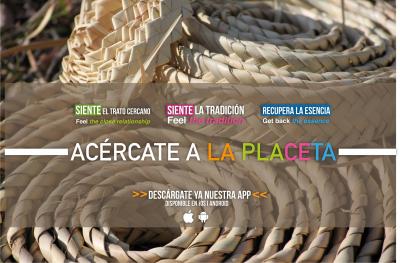 SIENTE EL TRATO CERCANO
Feel the close relationship
SIENTE LA TRADICIÓN
Feel the tradition
RECUPERA LA ESENCIA
Get back the essence
ACÉRCATE A LA PLACETA
>> DESCÁRGATE YA NUESTRA APP <<
DISPONIBLE EN iOS | ANDROID